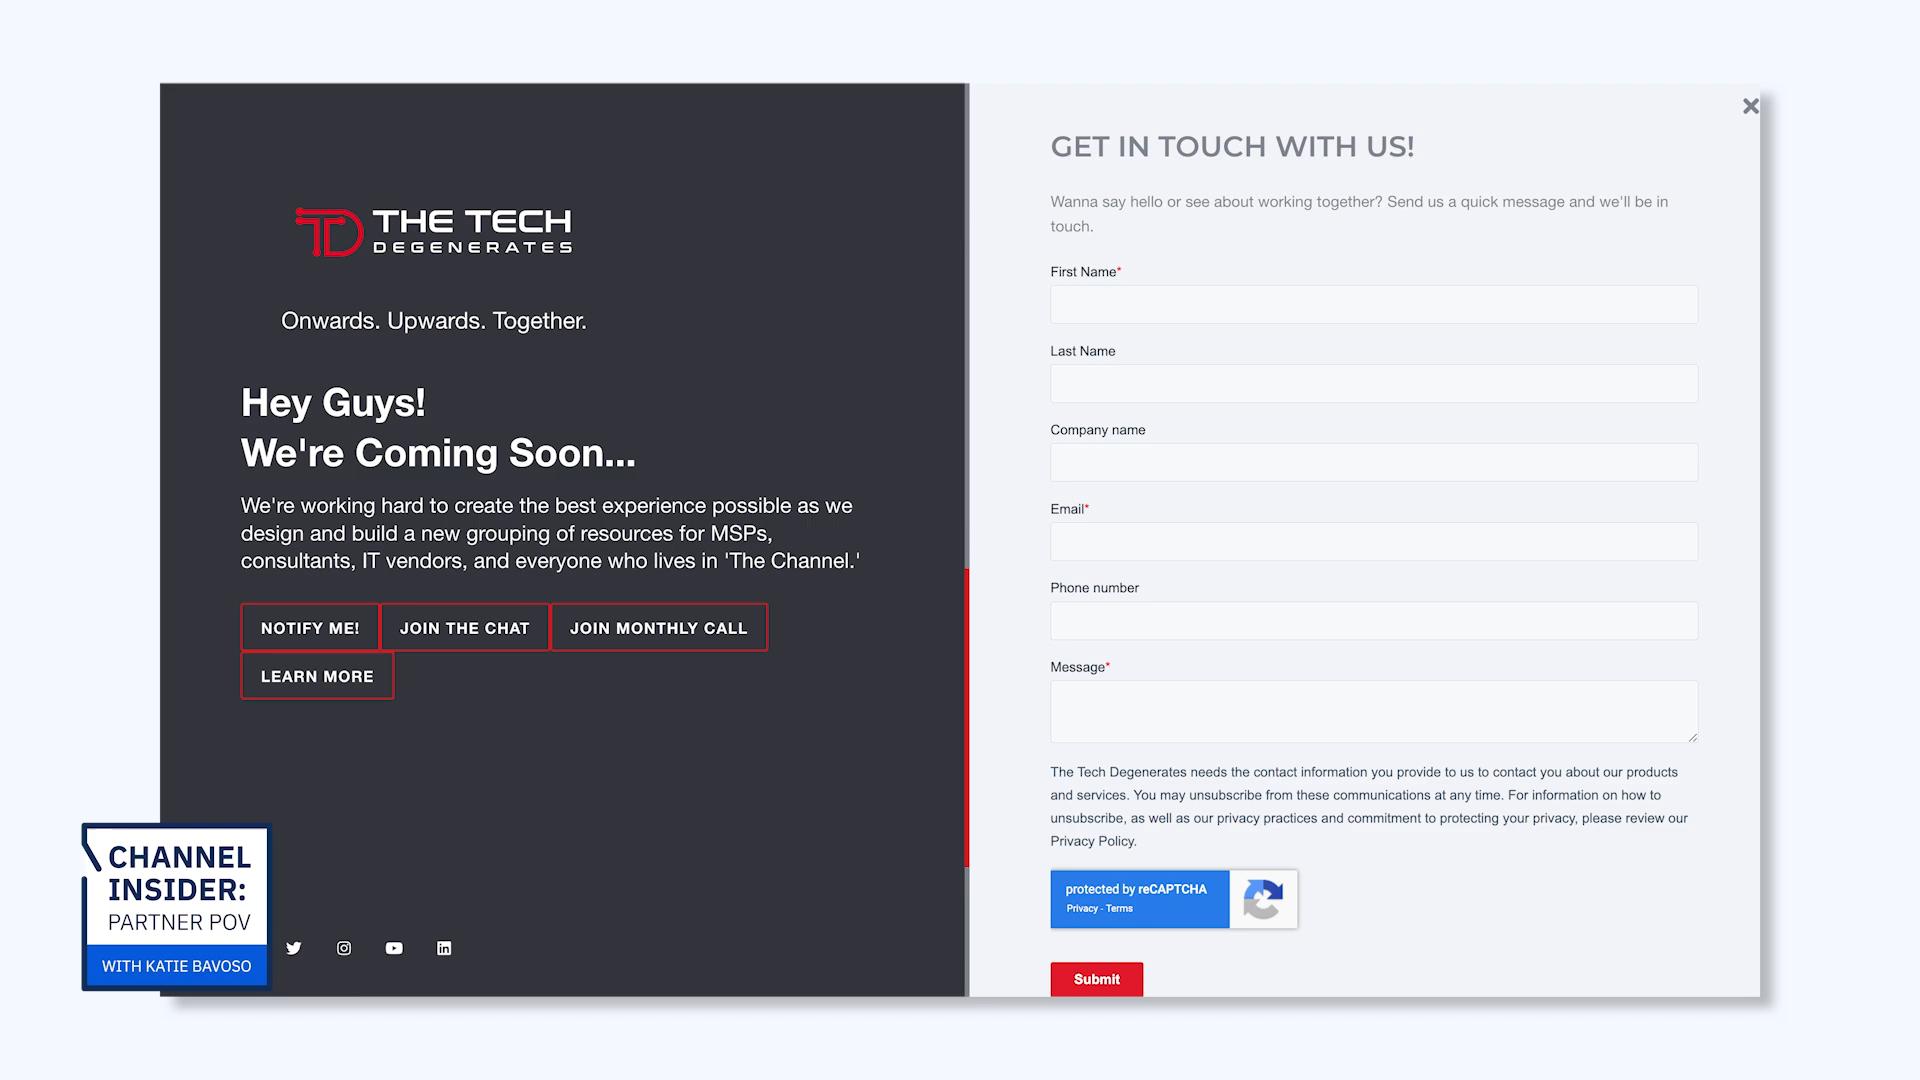 THE TECH
DEGENERATES
Onwards. Upwards. Together.
Hey Guys!
We're Coming Soon...
We're working hard to create the best experience possible as we
design and build a new grouping of resources for MSPs,
consultants, IT vendors, and everyone who lives in 'The Channel.'
NOTIFY ME!
JOIN THE CHAT
JOIN MONTHLY CALL
LEARN MORE
CHANNEL
INSIDER:
PARTNER POV
WITH KATIE BAVOSO
GET IN TOUCH WITH US!
Wanna say hello or see about working together? Send us a quick message and we'll be in
touch.
First Name*
Last Name
Company name
Email*
Phone number
Message*
The Tech Degenerates needs the contact information you provide to us to contact you about our products
and services. You may unsubscribe from these communications at any time. For information on how to
unsubscribe, as well as our privacy practices and commitment to protecting your privacy, please review our
Privacy Policy.
protected by reCAPTCHA
Privacy - Terms
Submit